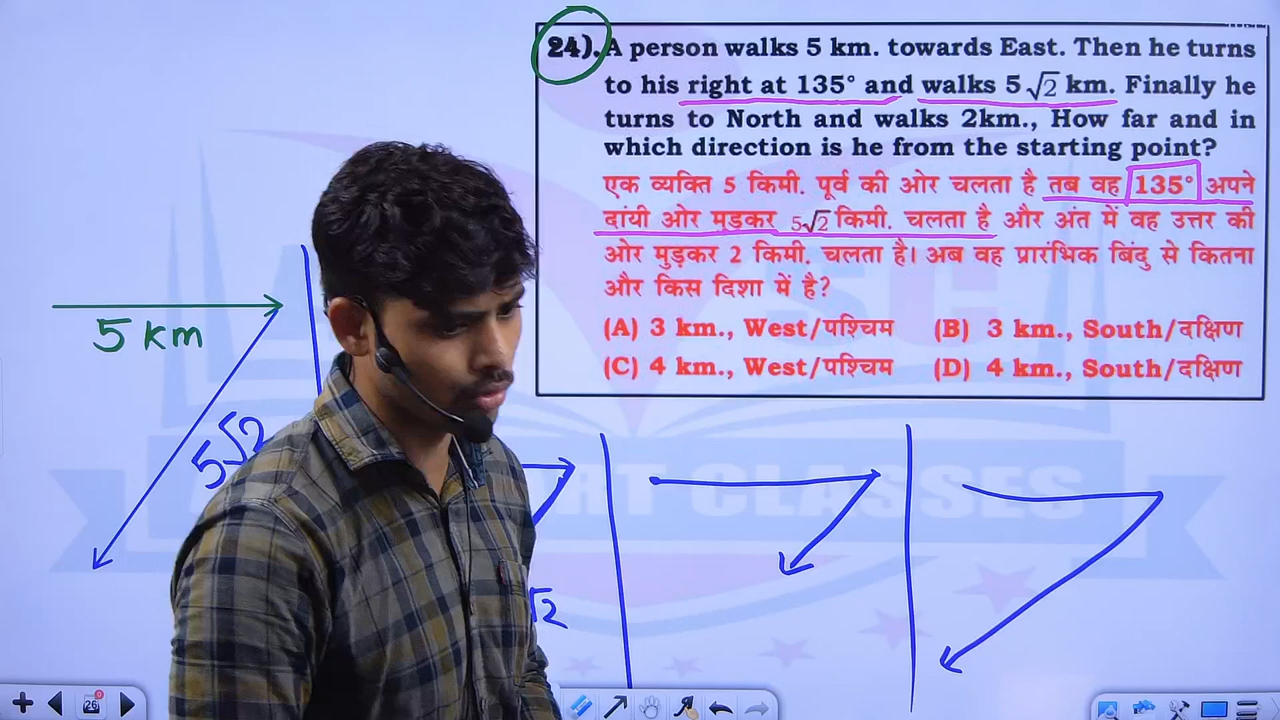 24). A person walks 5 km. towards East. Then he turns
to his right at 135° and walks 5√2 km. Finally he
turns to North and walks 2km., How far and in
which direction is he from the starting point?
एक व्यक्ति 5 किमी. पूर्व की ओर चलता है तब वह 135° अपने
दांयी ओर मुड़कर 5√2 किमी. चलता है और अंत में वह उत्तर की
ओर मुड़कर 2 किमी. चलता है। अब वह प्रारंभिक बिंदु से कितना
और किस दिशा में है?
(A) 3 km., West/पश्चिम (B) 3 km., South/दक्षिण
(C) 4 km., West/पश्चिम (D) 4 km., South/दक्षिण
5 km
5√2
√2
CLASSES
26